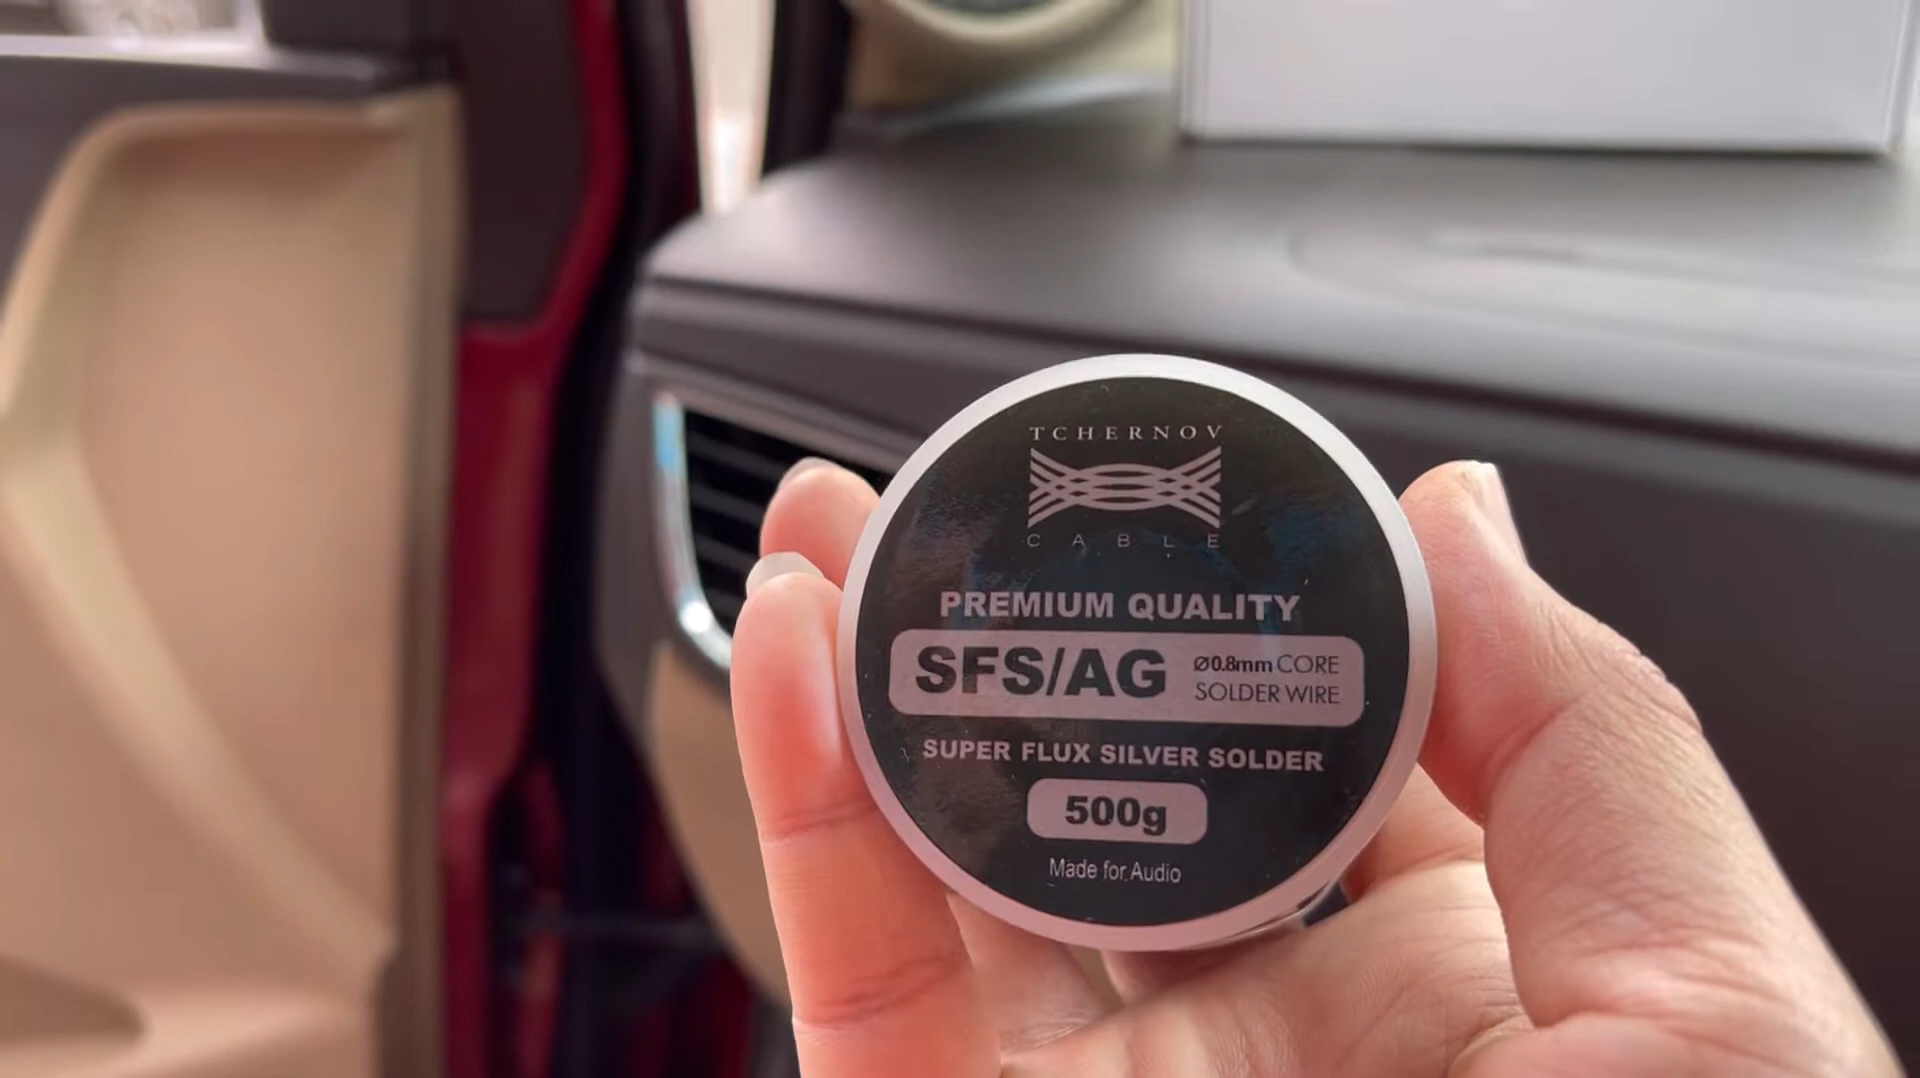 TCHERNOV
CABLE
PREMIUM QUALITY
SFS/AG Ø0.8mm CORE
SOLDER WIRE
SUPER FLUX SILVER SOLDER
500g
Made for Audio